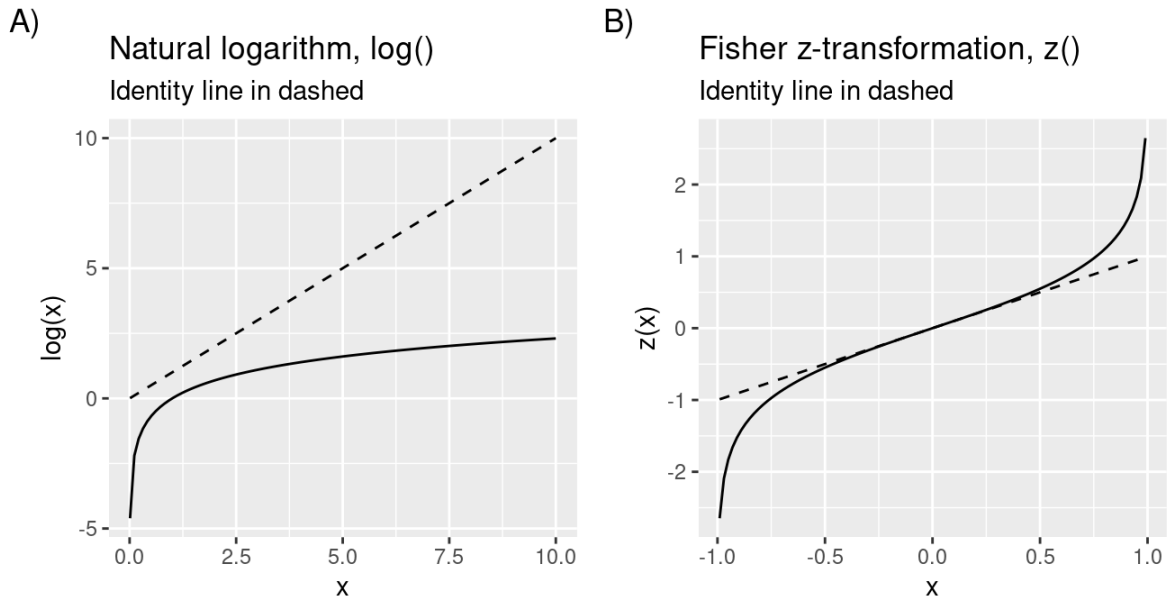 A)
Natural logarithm, log()
Identity line in dashed
10
5
0
-5
log(x)
0.0 2.5 5.0 7.5 10.0
x
B)
Fisher z-transformation, z()
Identity line in dashed
2
1
0
-1
-2
z(x)
-1.0 -0.5 0.0 0.5 1.0
x